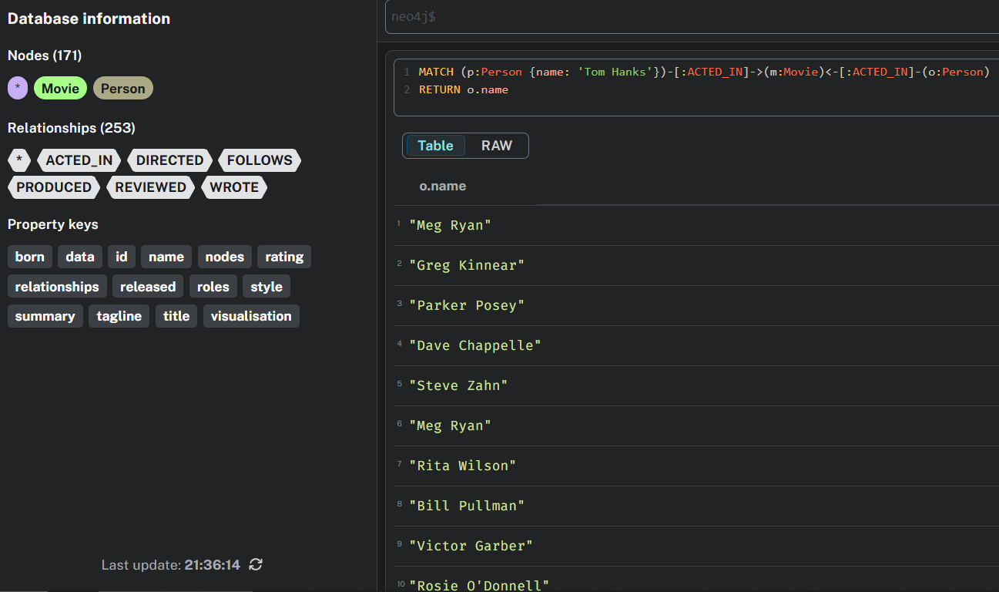 Database information
Nodes (171)
* Movie Person
Relationships (253)
* ACTED_IN DIRECTED FOLLOWS
PRODUCED REVIEWED WROTE
Property keys
born data id name nodes rating
relationships released roles style
summary tagline title visualisation
Last update: 21:36:14
neo4j$
1 MATCH (p:Person {name: 'Tom Hanks'})-[:ACTED_IN]->(m:Movie)<-[:ACTED_IN]-(o:Person)
2 RETURN o.name
Table RAW
o.name
1 "Meg Ryan"
2 "Greg Kinnear"
3 "Parker Posey"
4 "Dave Chappelle"
5 "Steve Zahn"
6 "Meg Ryan"
7 "Rita Wilson"
8 "Bill Pullman"
9 "Victor Garber"
10 "Rosie O'Donnell"